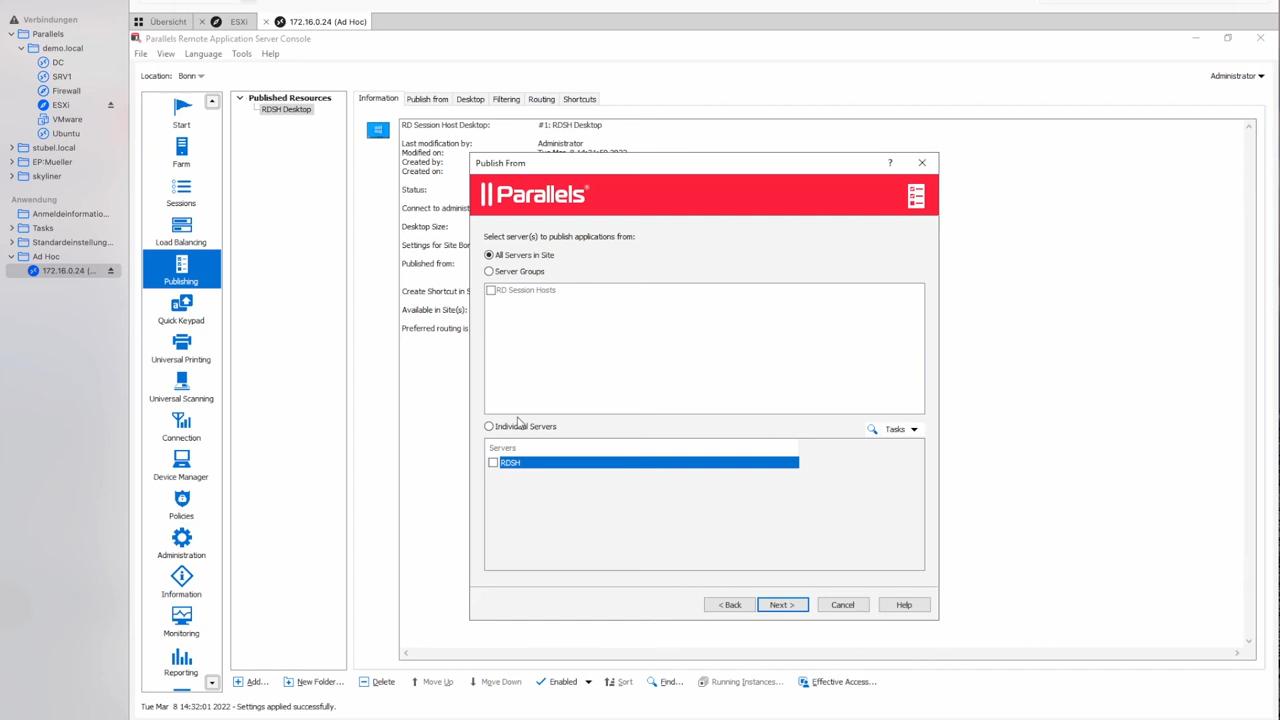 Verbindungen
Parallels
demo.local
DC
SRV1
Firewall
ESXi
VMware
Ubuntu
stubel.local
EP:Mueller
skyliner
Anwendung
Anmeldeinformatio...
Tasks
Standardeinstellung...
Ad Hoc
172.16.0.24 (...
Übersicht
ESXi
172.16.0.24 (Ad Hoc)
Parallels Remote Application Server Console
File View Language Tools Help
Location: Bonn
Administrator
Start
Farm
Sessions
Load Balancing
Publishing
Quick Keypad
Universal Printing
Universal Scanning
Connection
Device Manager
Policies
Administration
Information
Monitoring
Reporting
Published Resources
RDSH Desktop
Information Publish from Desktop Filtering Routing Shortcuts
RD Session Host Desktop: #1: RDSH Desktop
Last modification by: Administrator
Modified on:
Created by:
Created on:
Status:
Connect to administ
Desktop Size:
Settings for Site Bor
Published from:
Create Shortcut in S
Available in Site(s):
Preferred routing is
Publish From
Parallels®
Select server(s) to publish applications from:
All Servers in Site
Server Groups
RD Session Hosts
Individual Servers
Tasks
Servers
RDSH
< Back Next > Cancel Help
Add... New Folder... Delete Move Up Move Down Enabled Sort Find... Running Instances... Effective Access...
Tue Mar 8 14:32:01 2022 - Settings applied successfully.